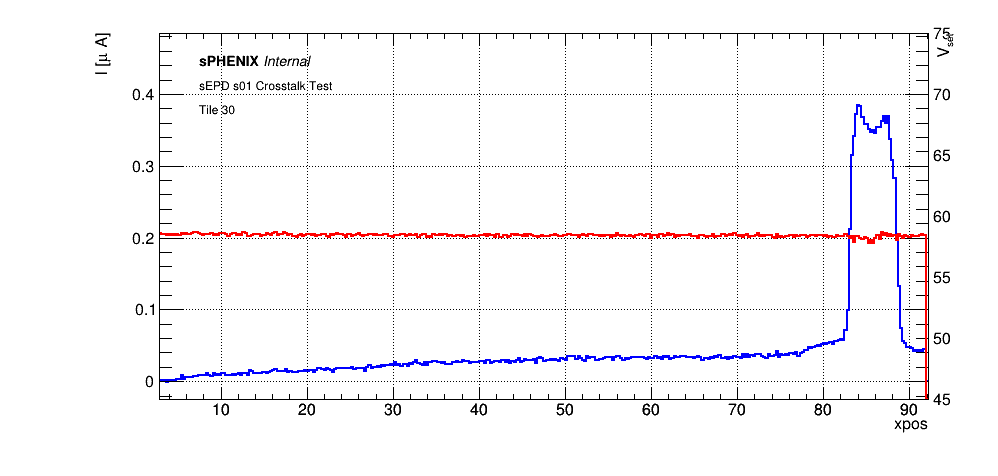 I [μ A]
sPHENIX Internal
sEPD s01 Crosstalk Test
Tile 30
0.4
0.3
0.2
0.1
0
10 20 30 40 50 60 70 80 90
xpos
75
V set
70
65
60
55
50
45